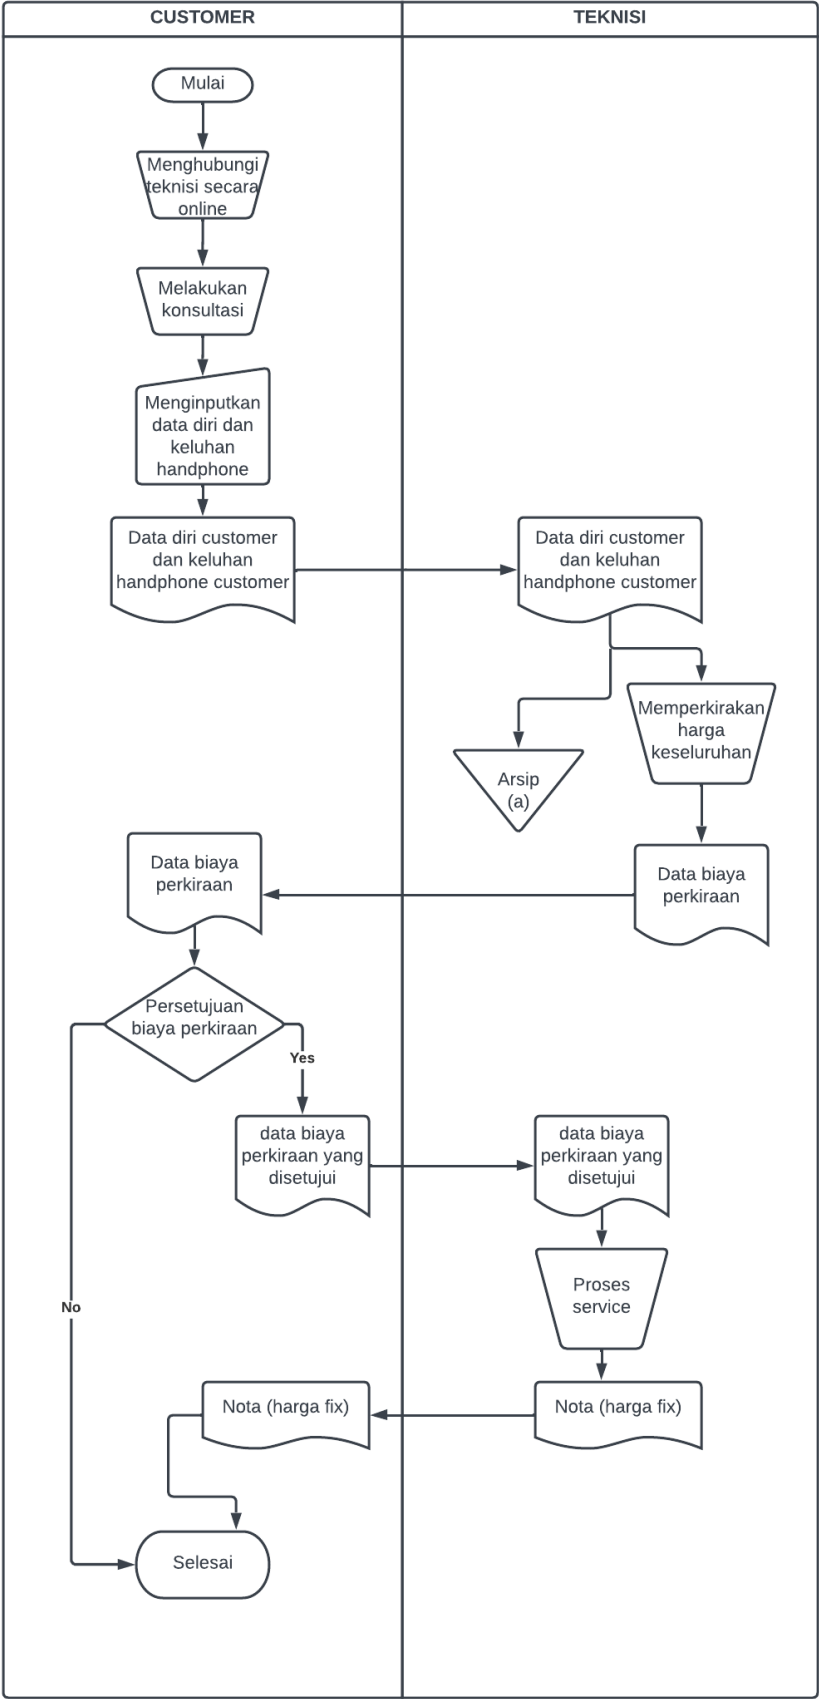 CUSTOMER
TEKNISI
Mulai
Menghubungi
teknisi secara
online
Melakukan
konsultasi
Menginputkan
data diri dan
keluhan
handphone
Data diri customer
dan keluhan
handphone customer
Data diri customer
dan keluhan
handphone customer
Memperkirakan
harga
keseluruhan
Arsip
(a)
Data biaya
perkiraan
Data biaya
perkiraan
Persetujuan
biaya perkiraan
Yes
data biaya
perkiraan yang
disetujui
data biaya
perkiraan yang
disetujui
Proses
service
No
Nota (harga fix)
Nota (harga fix)
Selesai